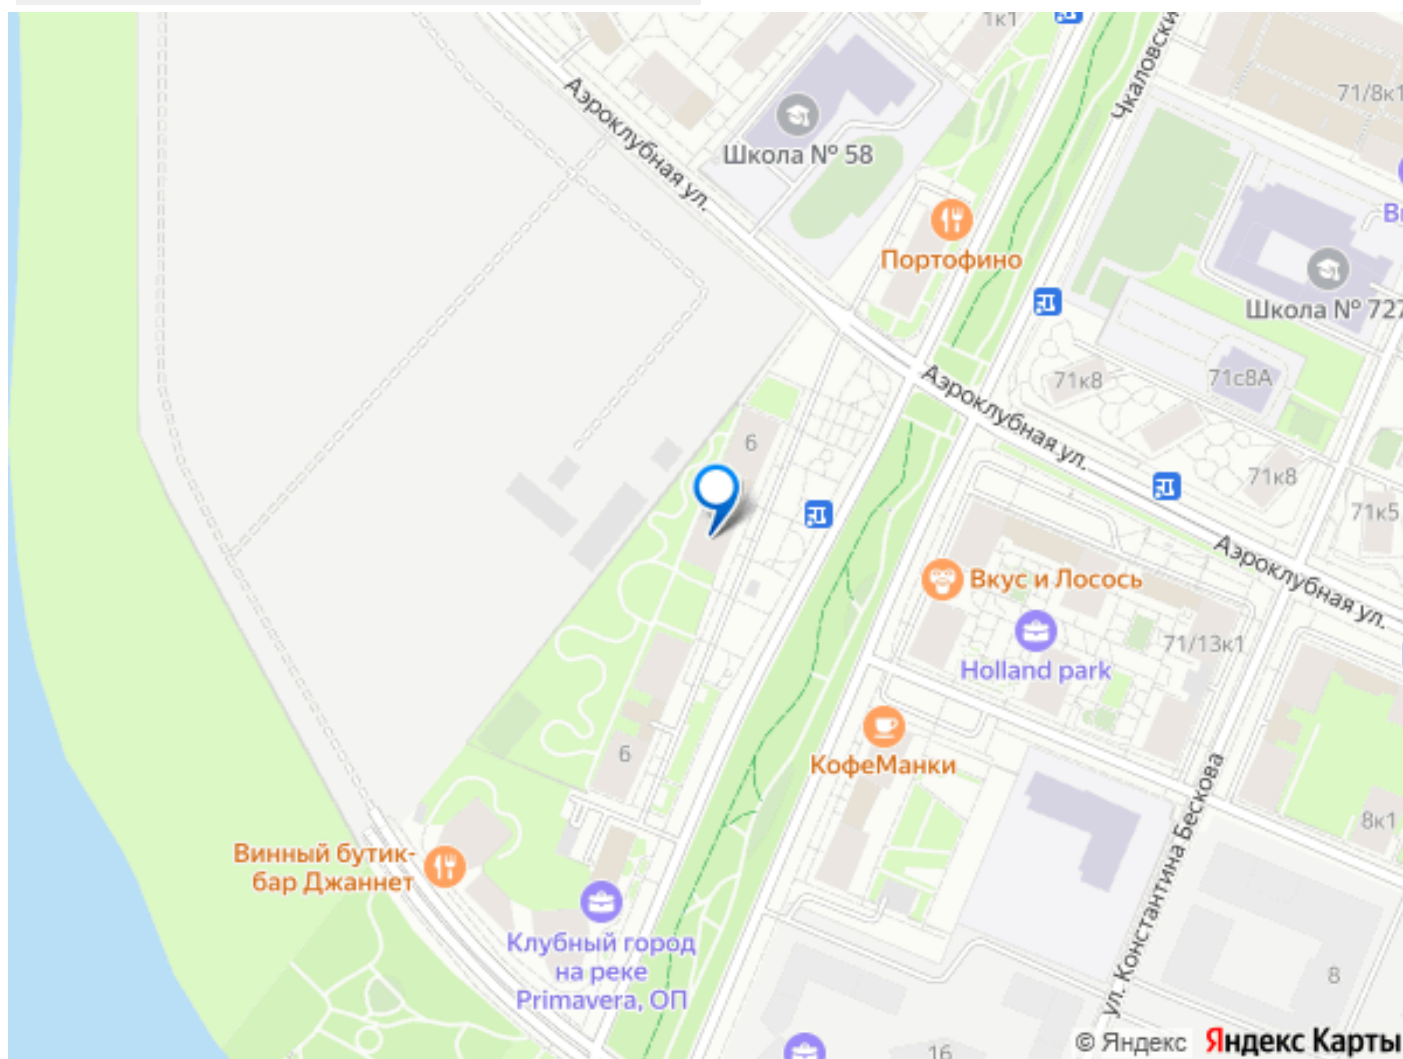 1к1
Чкаловски
71/8к1
Аэроклубная ул.
Школа № 58
Портофино
Школа № 727
71к8
71с8А
Аэроклубная ул.
6
71к8
71к5
Аэроклубная ул.
Вкус и Лосось
71/13к1
Holland park
6
КофеМанки
ул. Константина Бескова
8к1
Винный бутик-
бар Джаннет
Клубный город
на реке
Primavera, ОП
8
16
© Яндекс Яндекс Карты